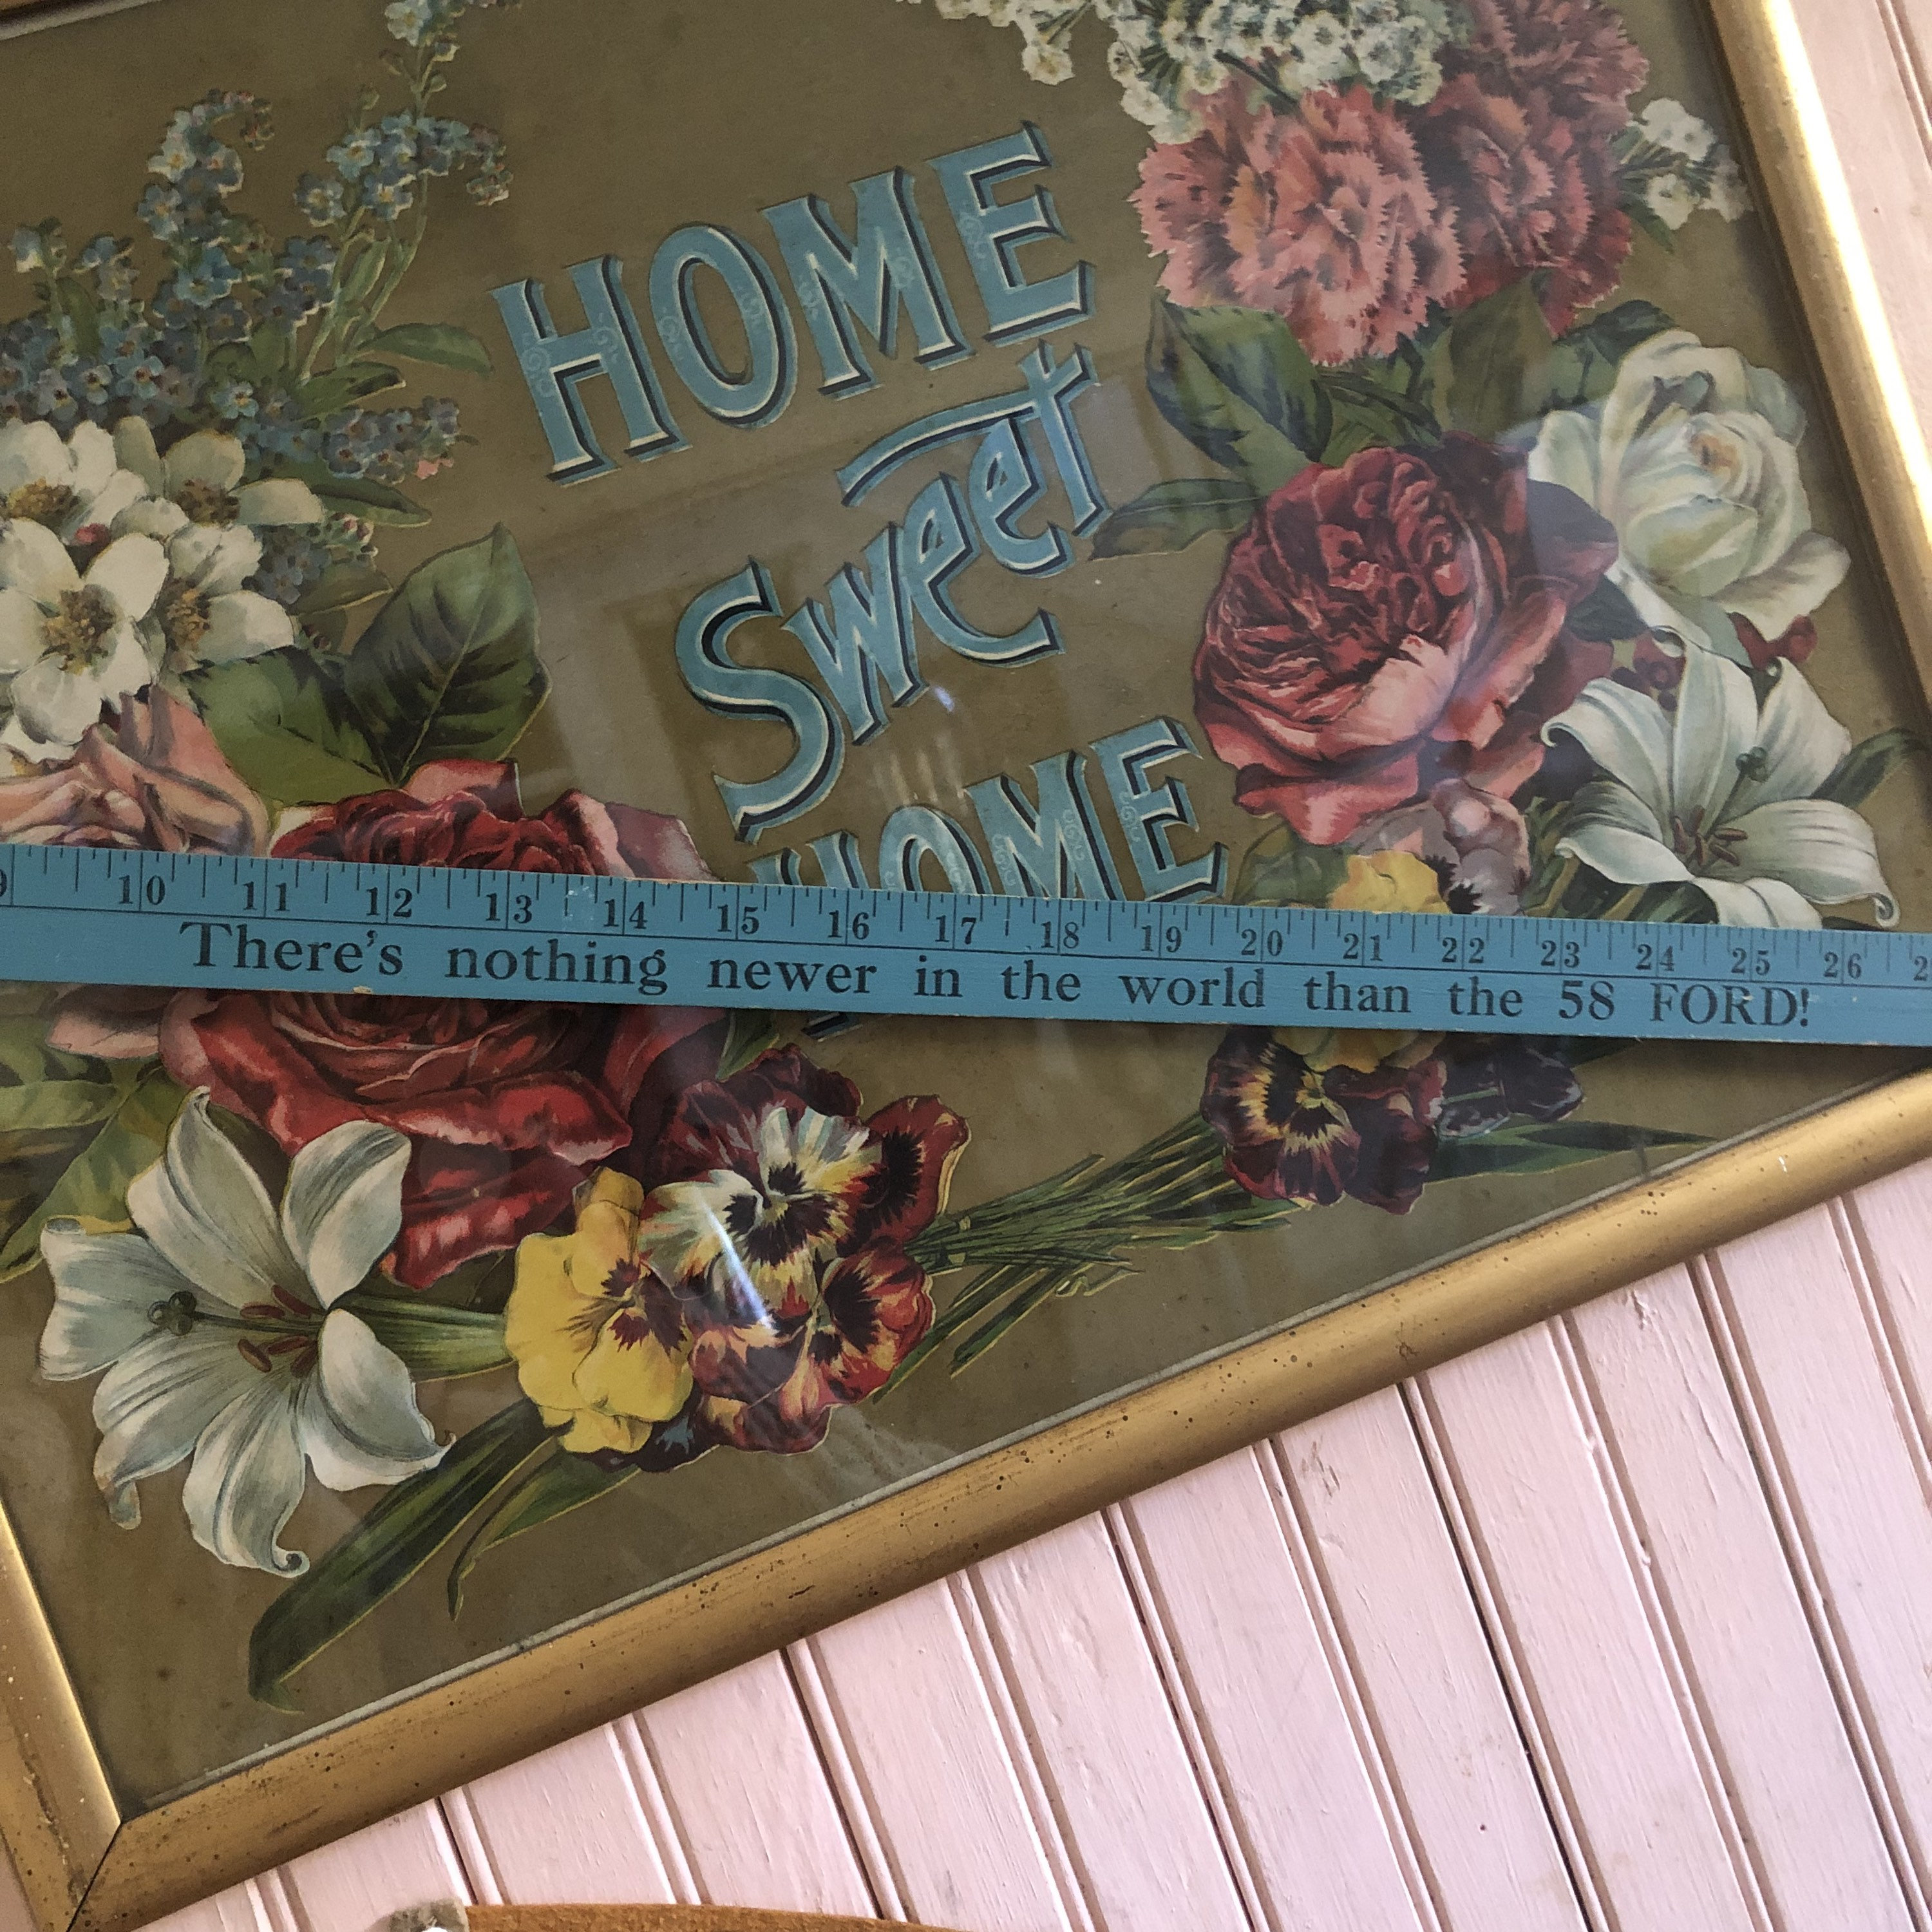 HOME
Sweet
HOME
9 10 11 12 13 14 15 16 17 18 19 20 21 22 23 24 25 26
There's nothing newer in the world than the 58 FORD!